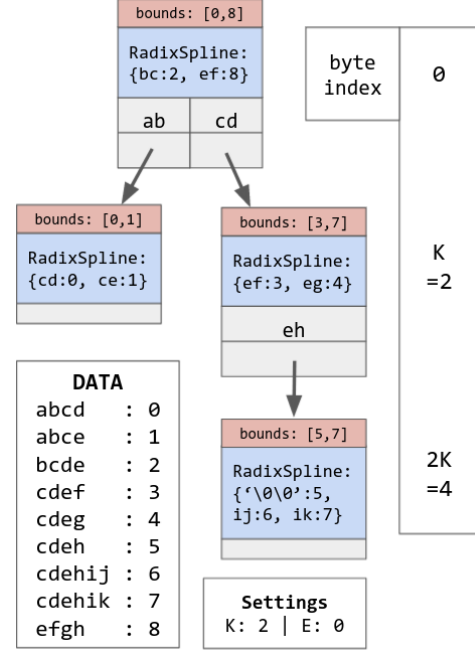 bounds: [0,8]
RadixSpline:
{bc:2, ef:8}
ab cd
byte
index
0
bounds: [0,1]
RadixSpline:
{cd:0, ce:1}
bounds: [3,7]
RadixSpline:
{ef:3, eg:4}
eh
K
=2
DATA
abcd : 0
abce : 1
bcde : 2
cdef : 3
cdeg : 4
cdeh : 5
cdehij : 6
cdehik : 7
efgh : 8
bounds: [5,7]
RadixSpline:
{‘\0\0’:5,
ij:6, ik:7}
2K
=4
Settings
K: 2 | E: 0